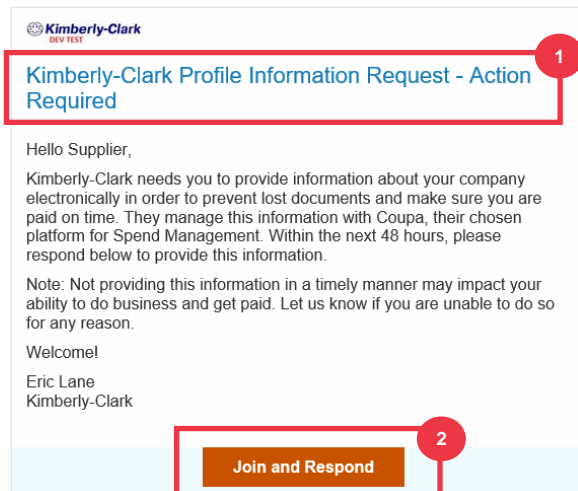 Kimberly-Clark
DEV TEST
1
Kimberly-Clark Profile Information Request - Action
Required
Hello Supplier,
Kimberly-Clark needs you to provide information about your company
electronically in order to prevent lost documents and make sure you are
paid on time. They manage this information with Coupa, their chosen
platform for Spend Management. Within the next 48 hours, please
respond below to provide this information.
Note: Not providing this information in a timely manner may impact your
ability to do business and get paid. Let us know if you are unable to do so
for any reason.
Welcome!
Eric Lane
Kimberly-Clark
2
Join and Respond